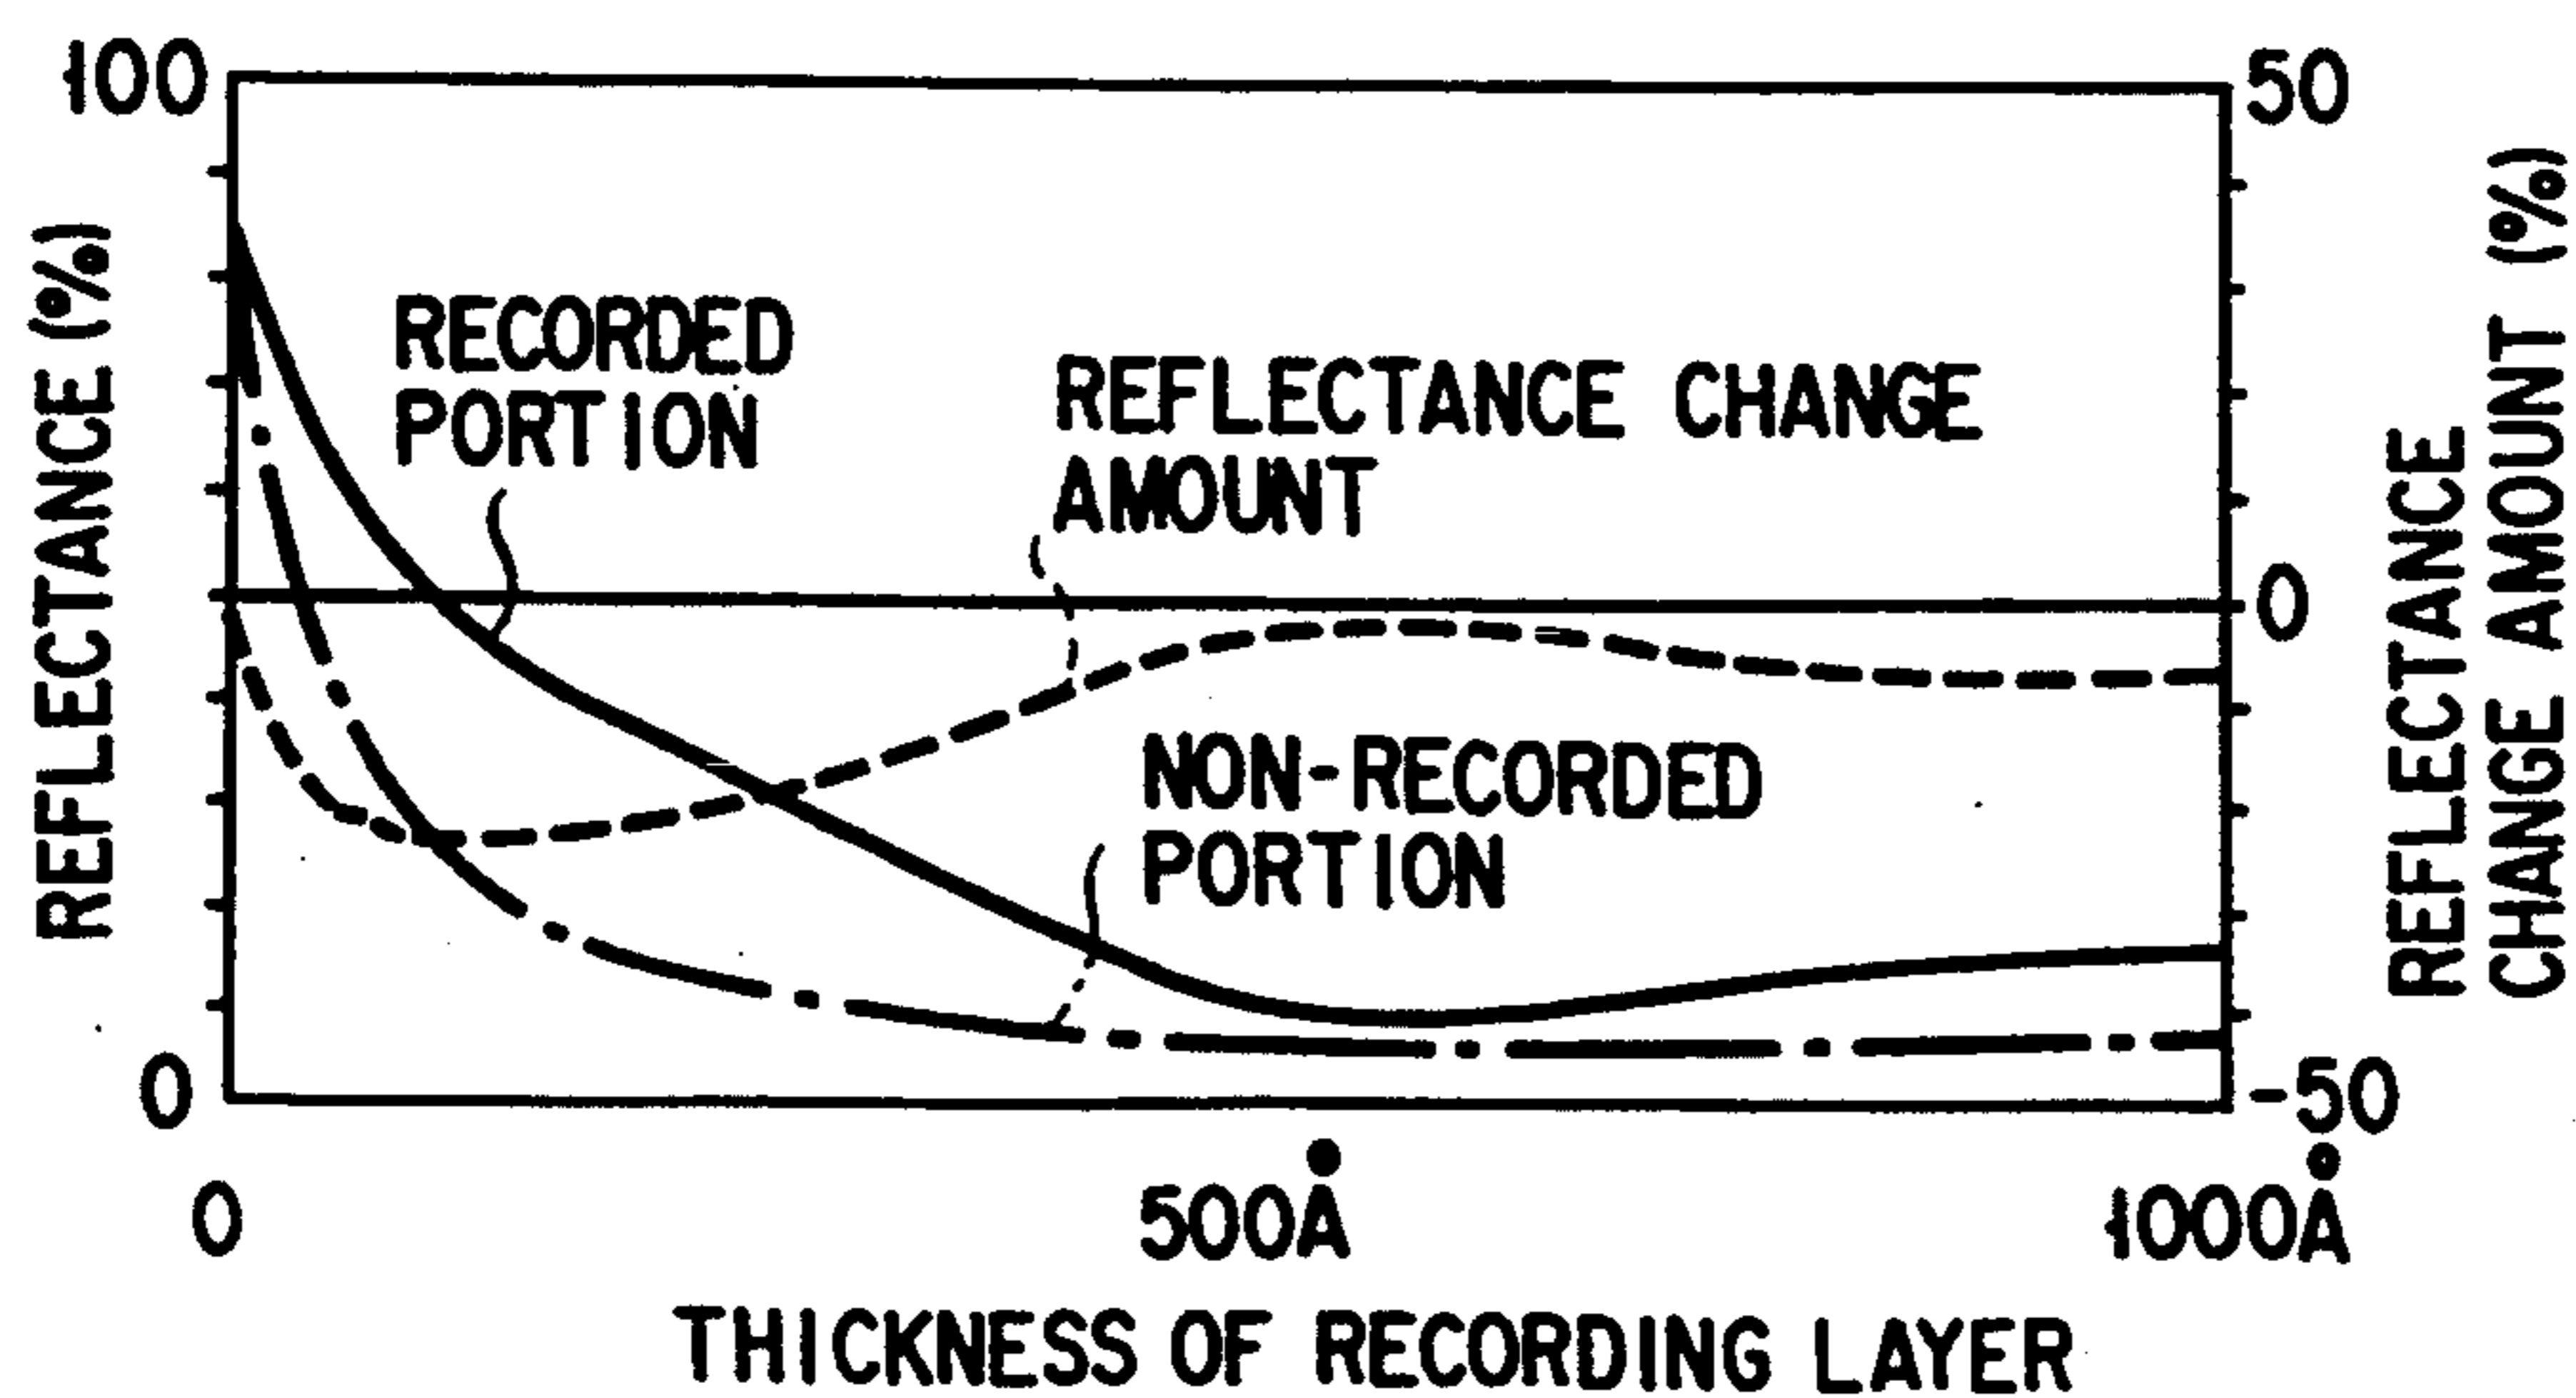 100
50
REFLECTANCE (%)
RECORDED
PORTION
REFLECTANCE CHANGE
AMOUNT
0
NON-RECORDED
PORTION
REFLECTANCE
CHANGE AMOUNT (%)
0
-50
0
500Å
1000Å
THICKNESS OF RECORDING LAYER